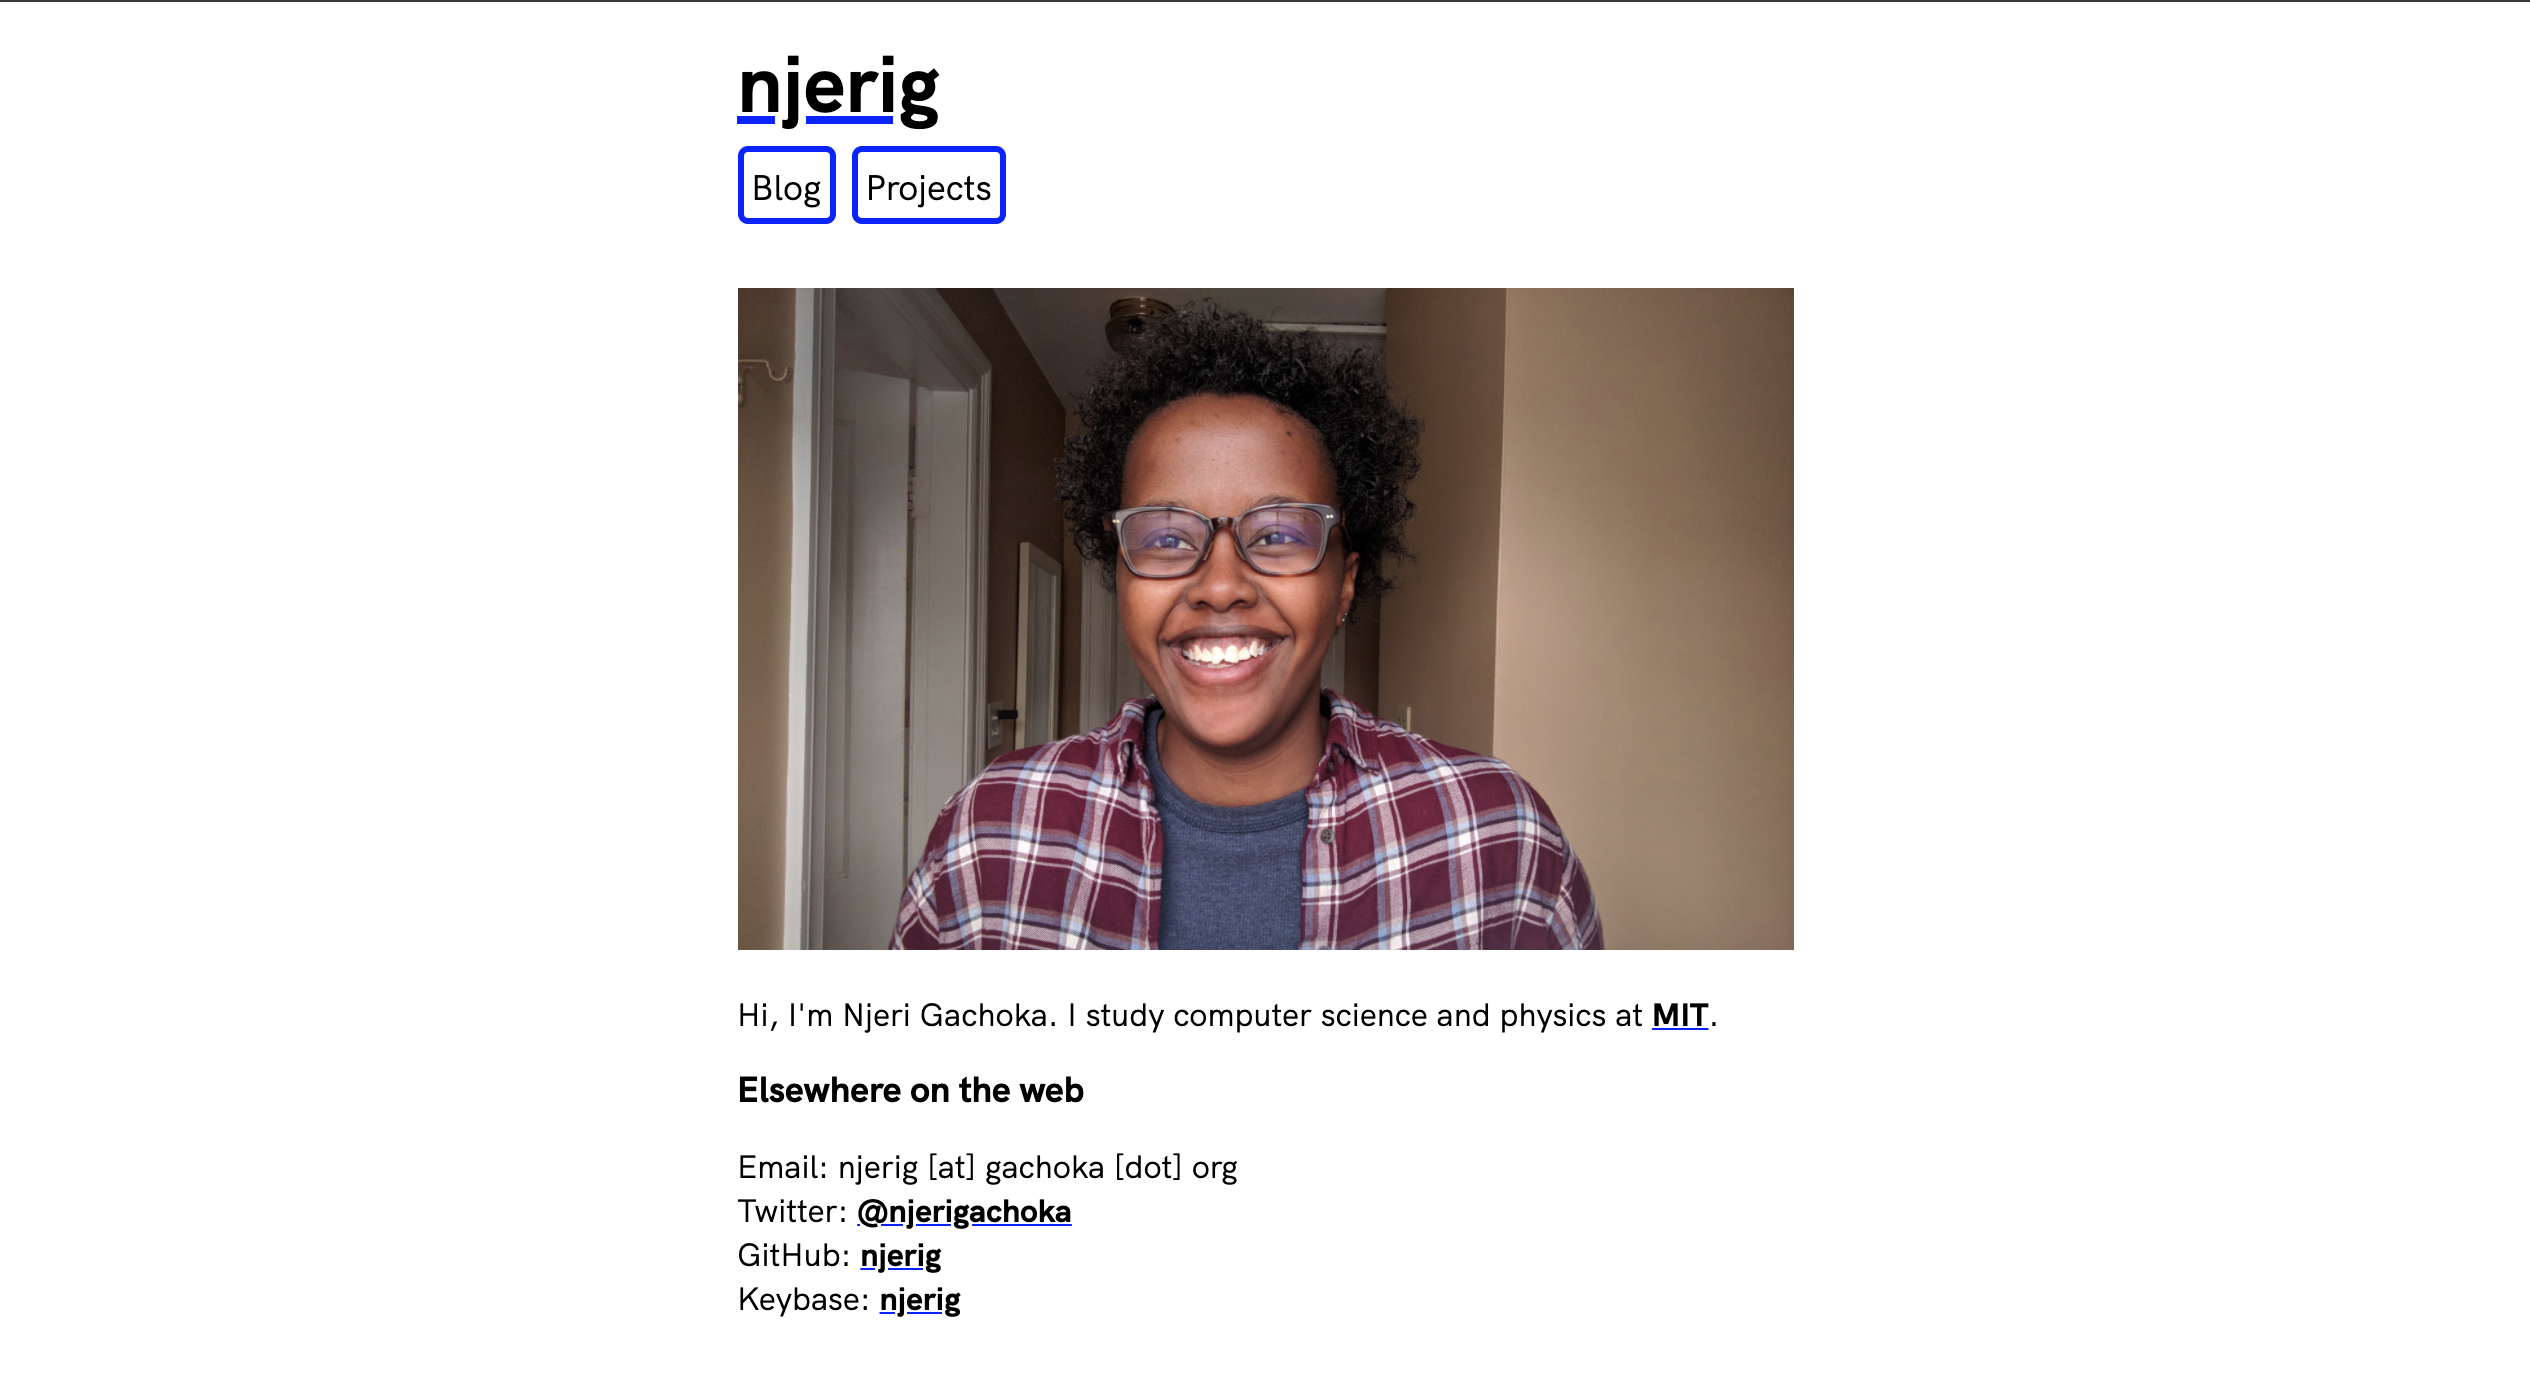 njerig
Blog Projects
Hi, I'm Njeri Gachoka. I study computer science and physics at MIT.
Elsewhere on the web
Email: njerig [at] gachoka [dot] org
Twitter: @njerigachoka
GitHub: njerig
Keybase: njerig